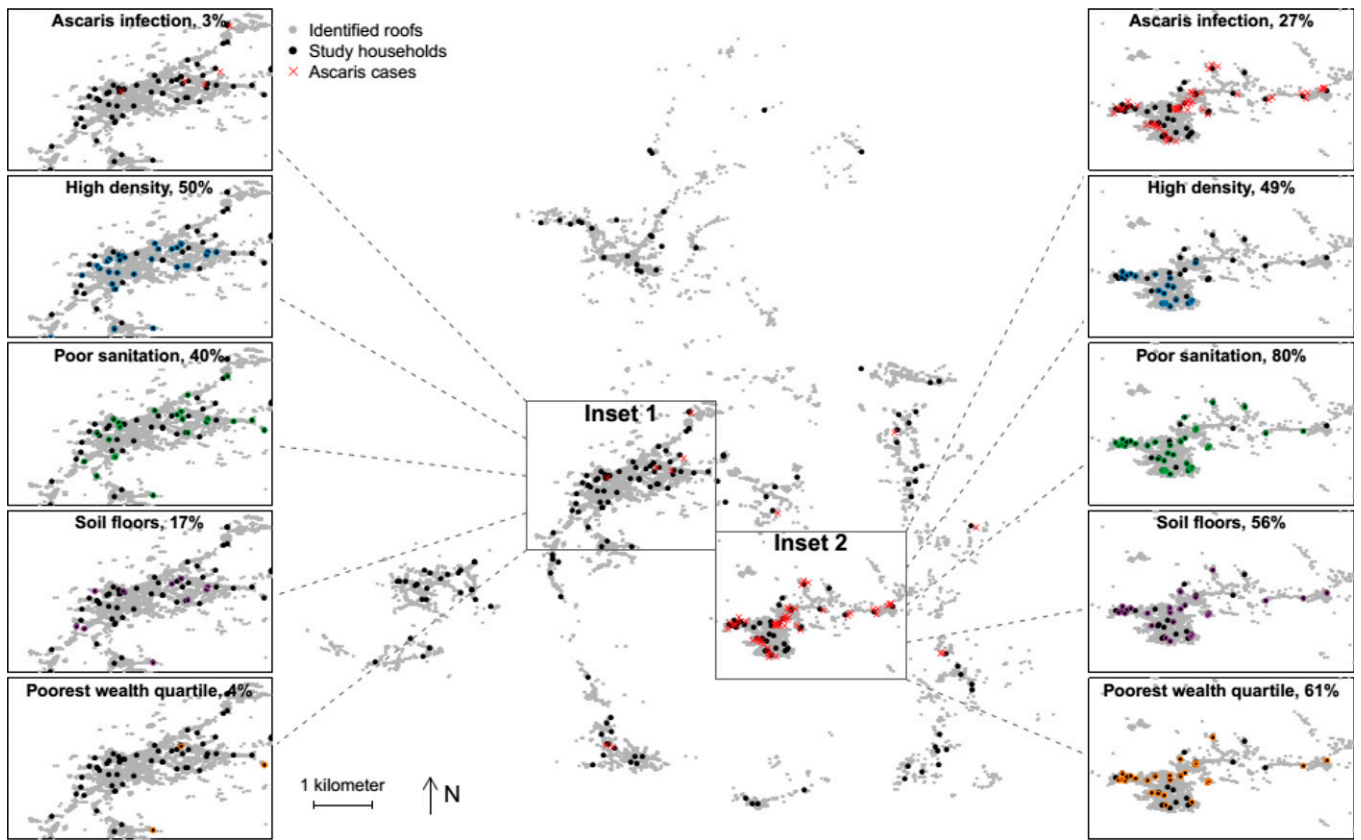 Ascaris infection, 3%
High density, 50%
Poor sanitation, 40%
Soil floors, 17%
Poorest wealth quartile, 4%
Identified roofs
Study households
Ascaris cases
Inset 1
Inset 2
1 kilometer
N
Ascaris infection, 27%
High density, 49%
Poor sanitation, 80%
Soil floors, 56%
Poorest wealth quartile, 61%